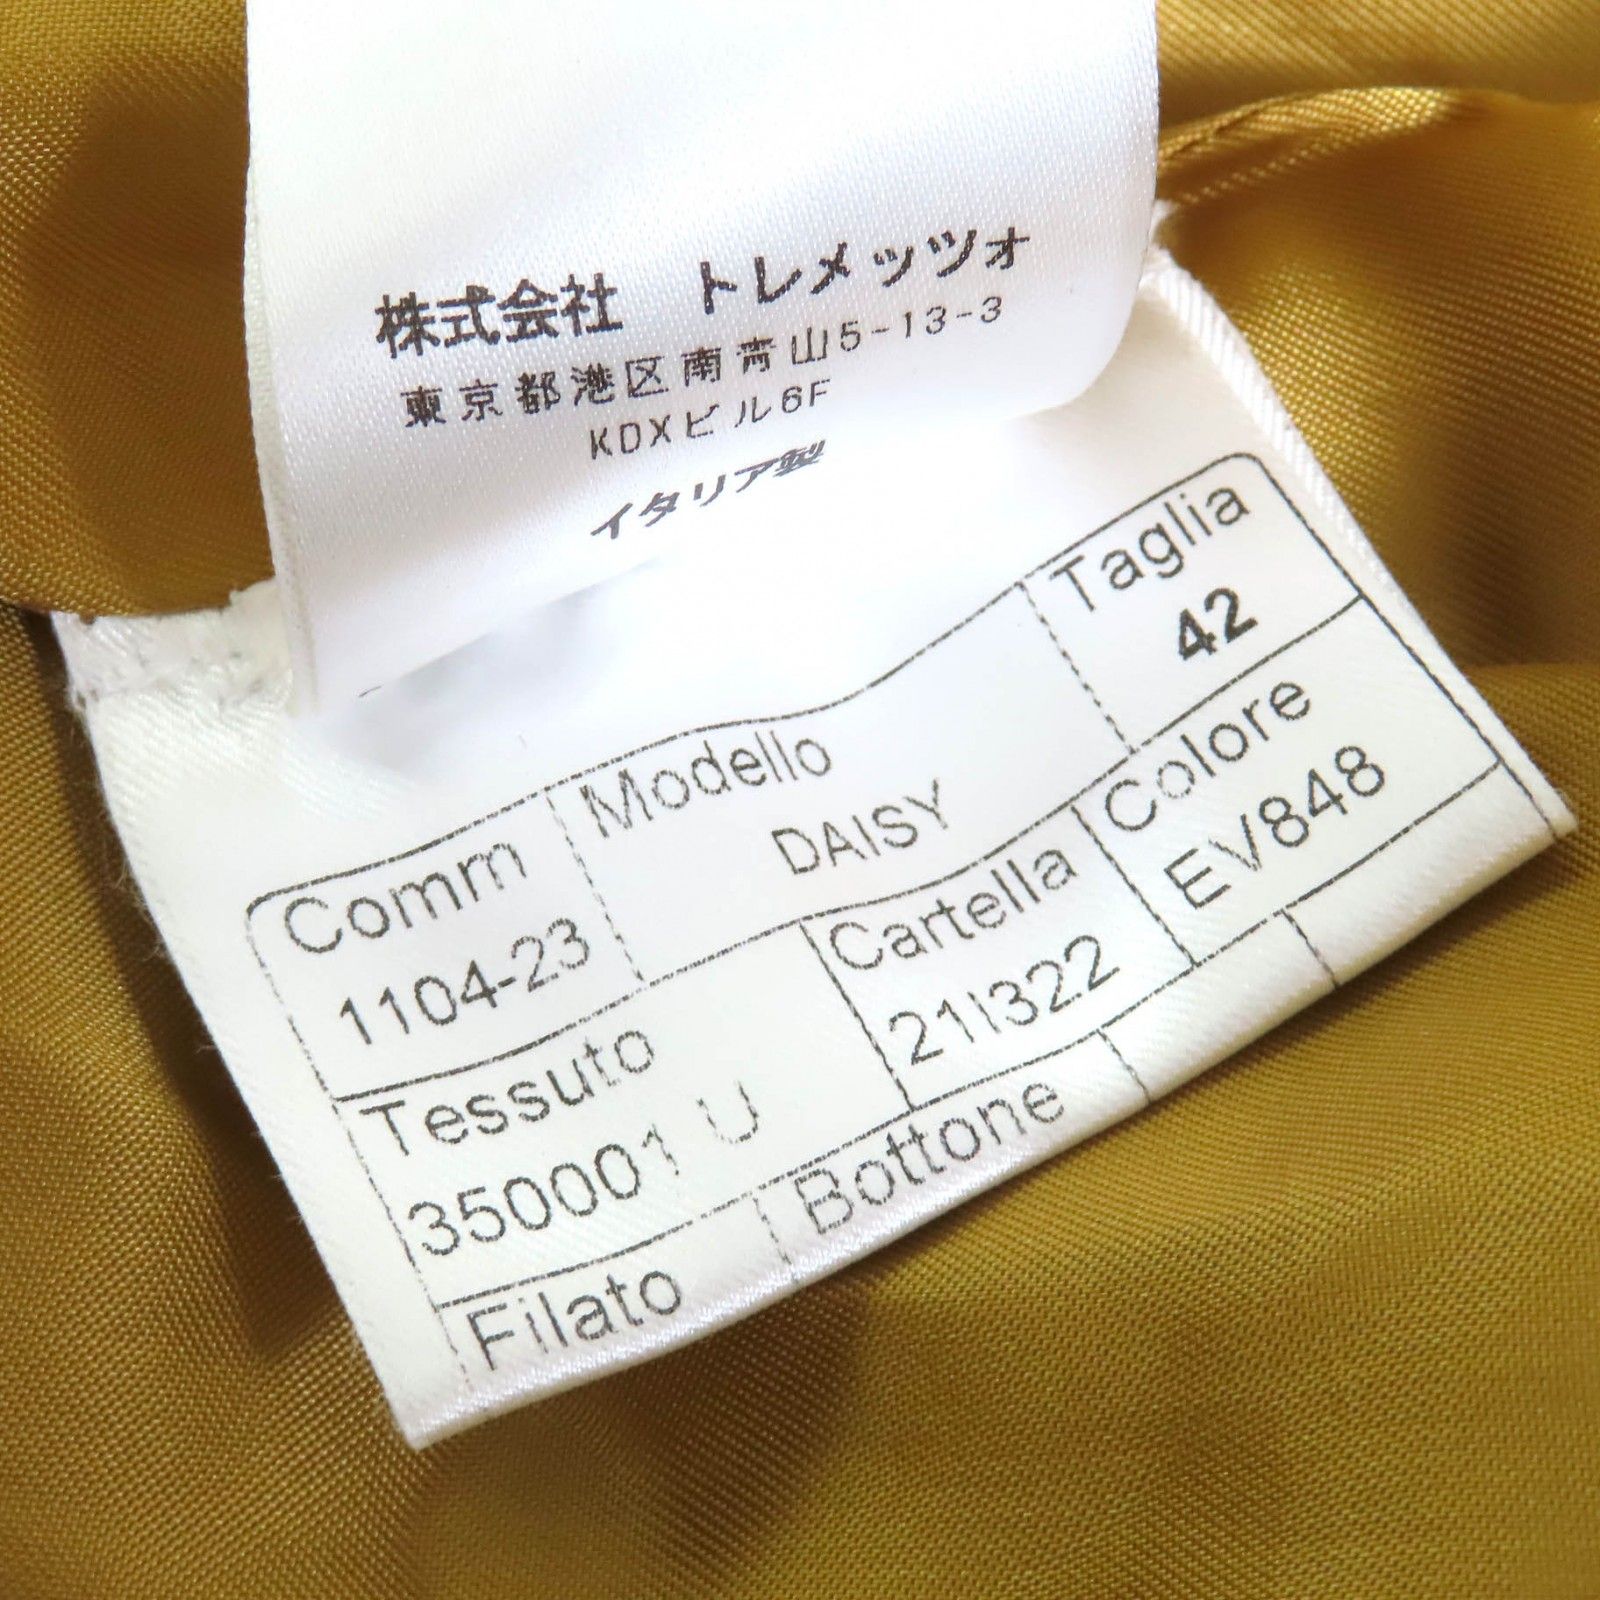 株式会社 トレメッツォ
東京都港区南青山5-13-3
KDXビル6F
イタリア製
Comm Modello Taglia
1104-23 DAISY 42
Tessuto Cartella Colore
350001 U 21I322 EV848
Filato Bottone